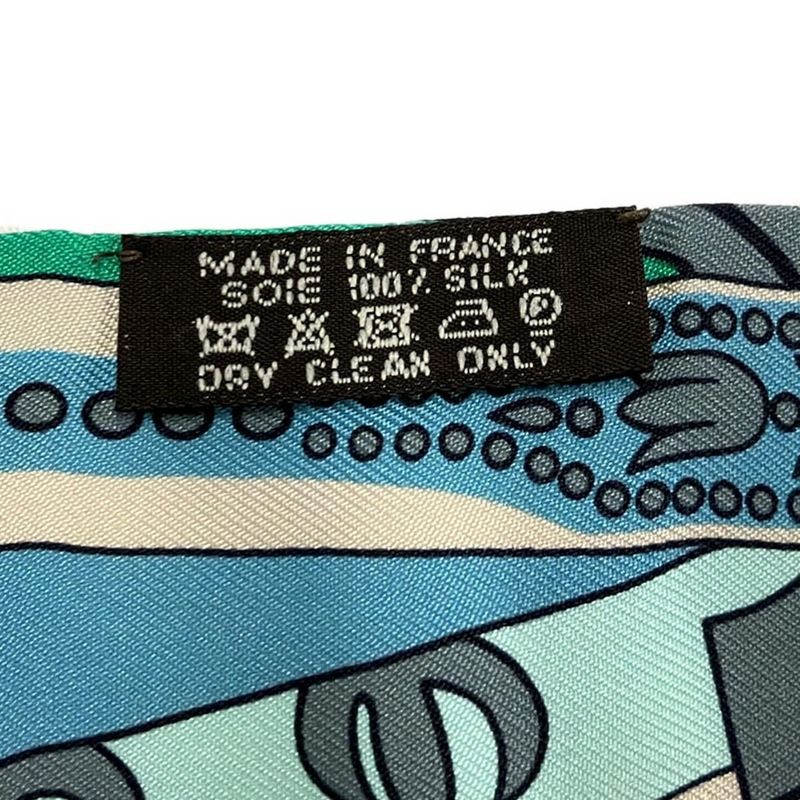 MADE IN FRANCE
SOIE 100% SILK
P
DRY CLEAN ONLY